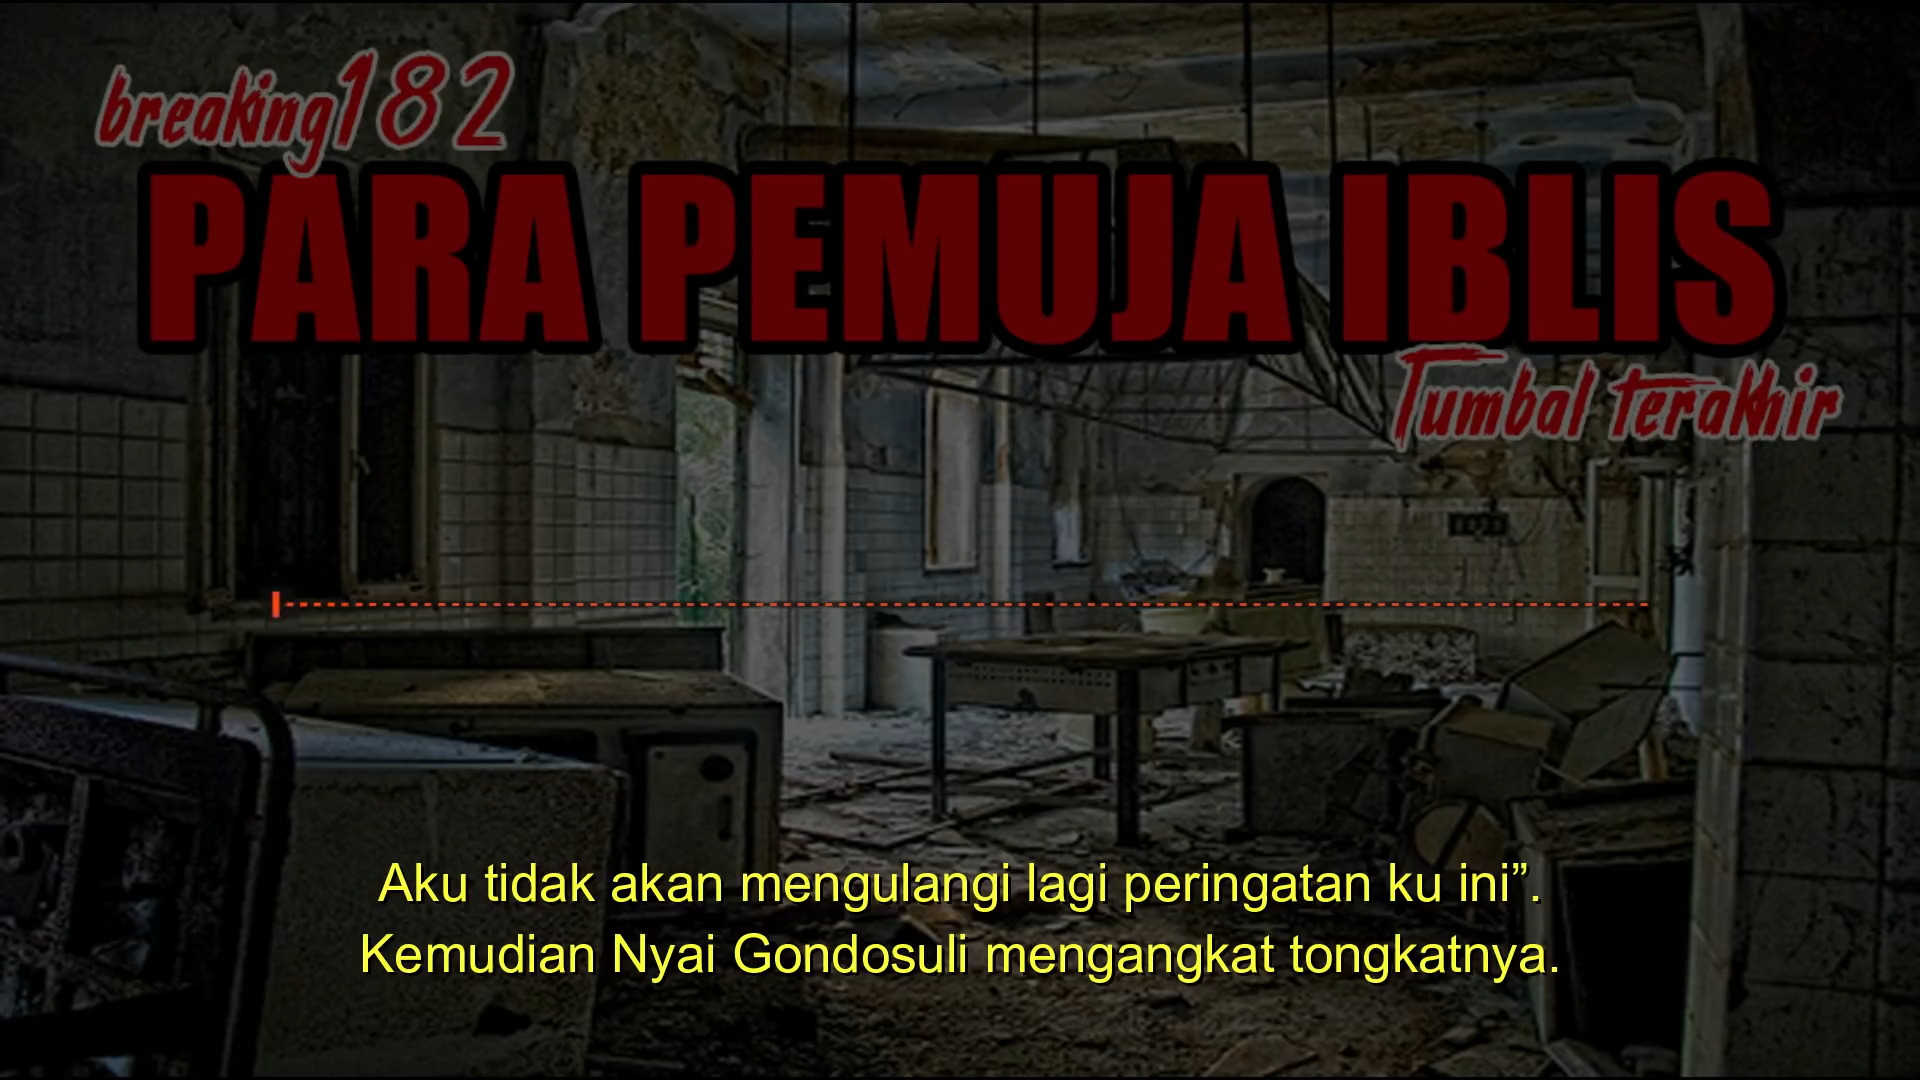 breaking182
PARA PEMUJA IBLIS
Tumbal terakhir
Aku tidak akan mengulangi lagi peringatan ku ini”.
Kemudian Nyai Gondosuli mengangkat tongkatnya.